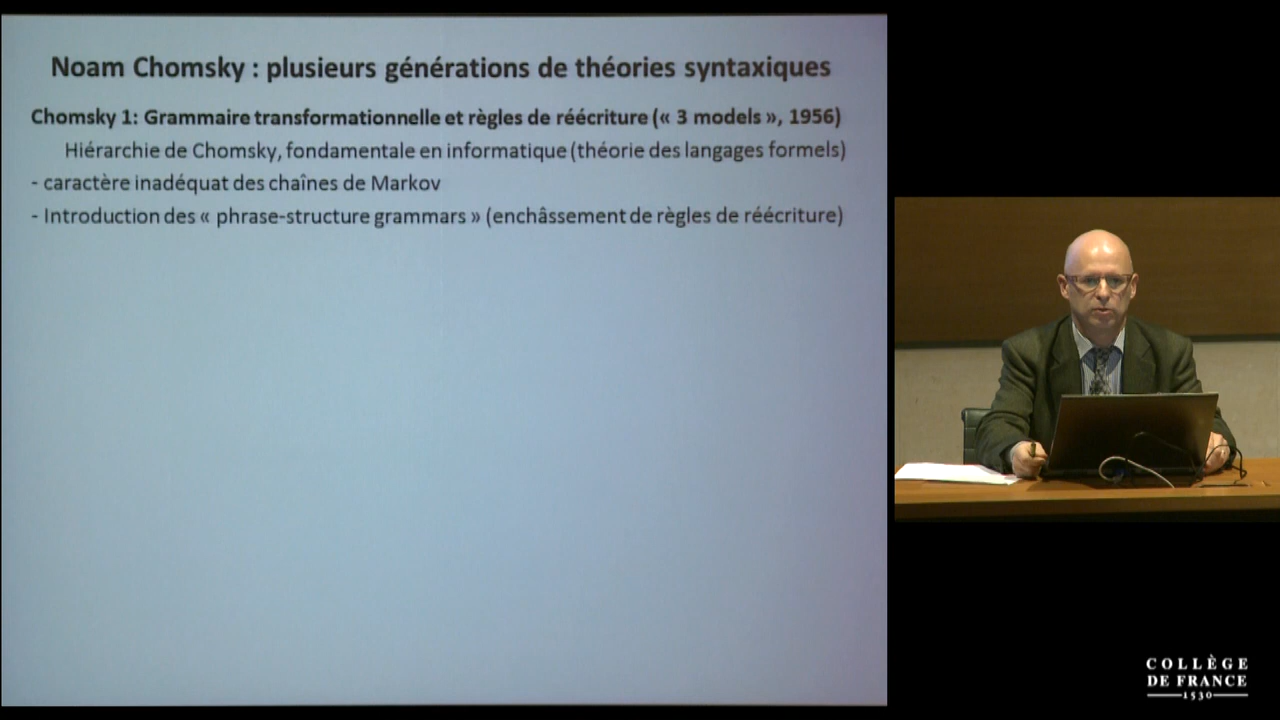 Noam Chomsky : plusieurs générations de théories syntaxiques
Chomsky 1: Grammaire transformationnelle et règles de réécriture (« 3 models », 1956)
Hiérarchie de Chomsky, fondamentale en informatique (théorie des langages formels)
- caractère inadéquat des chaînes de Markov
- Introduction des « phrase-structure grammars » (enchâssement de règles de réécriture)
COLLÈGE
DE FRANCE
1530